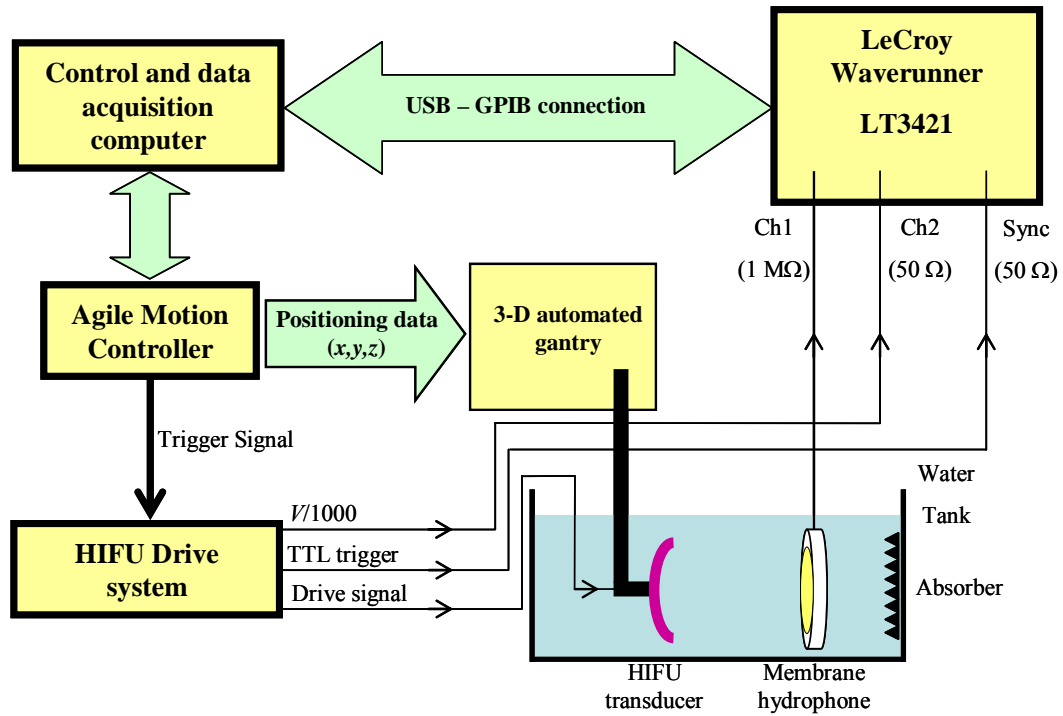 Control and data
acquisition
computer
USB – GPIB connection
LeCroy
Waverunner
LT3421
Ch1
(1 MΩ)
Ch2
(50 Ω)
Sync
(50 Ω)
Agile Motion
Controller
Positioning data
(x,y,z)
3-D automated
gantry
Trigger Signal
HIFU Drive
system
V/1000
TTL trigger
Drive signal
Water
Tank
Absorber
HIFU
transducer
Membrane
hydrophone